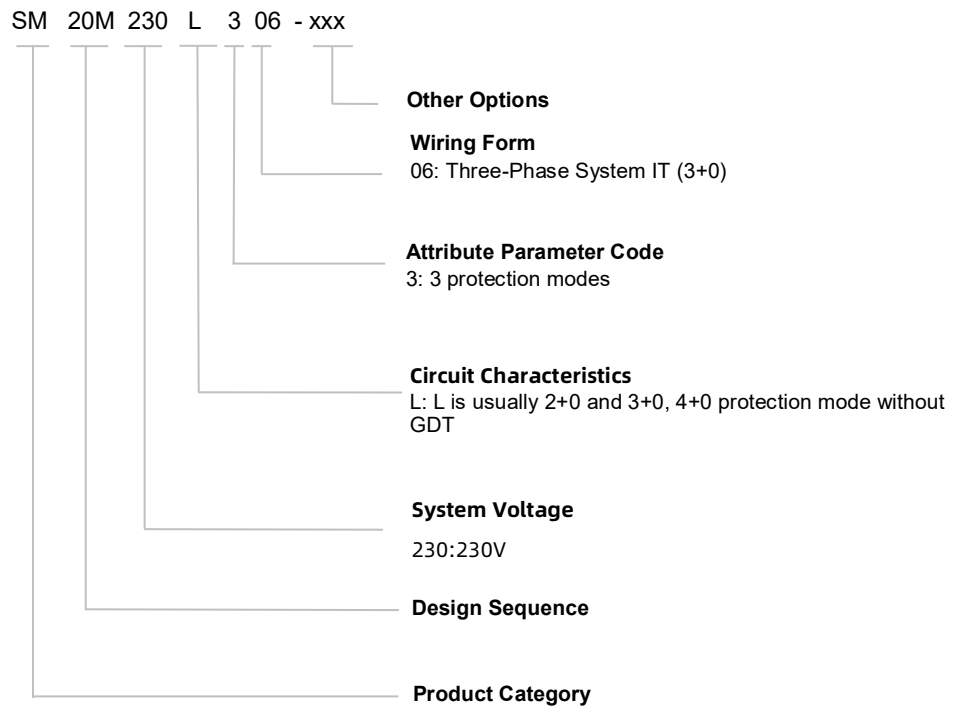 SM 20M 230 L 3 06 - xxx
Other Options
Wiring Form
06: Three-Phase System IT (3+0)
Attribute Parameter Code
3: 3 protection modes
Circuit Characteristics
L: L is usually 2+0 and 3+0, 4+0 protection mode without
GDT
System Voltage
230:230V
Design Sequence
Product Category